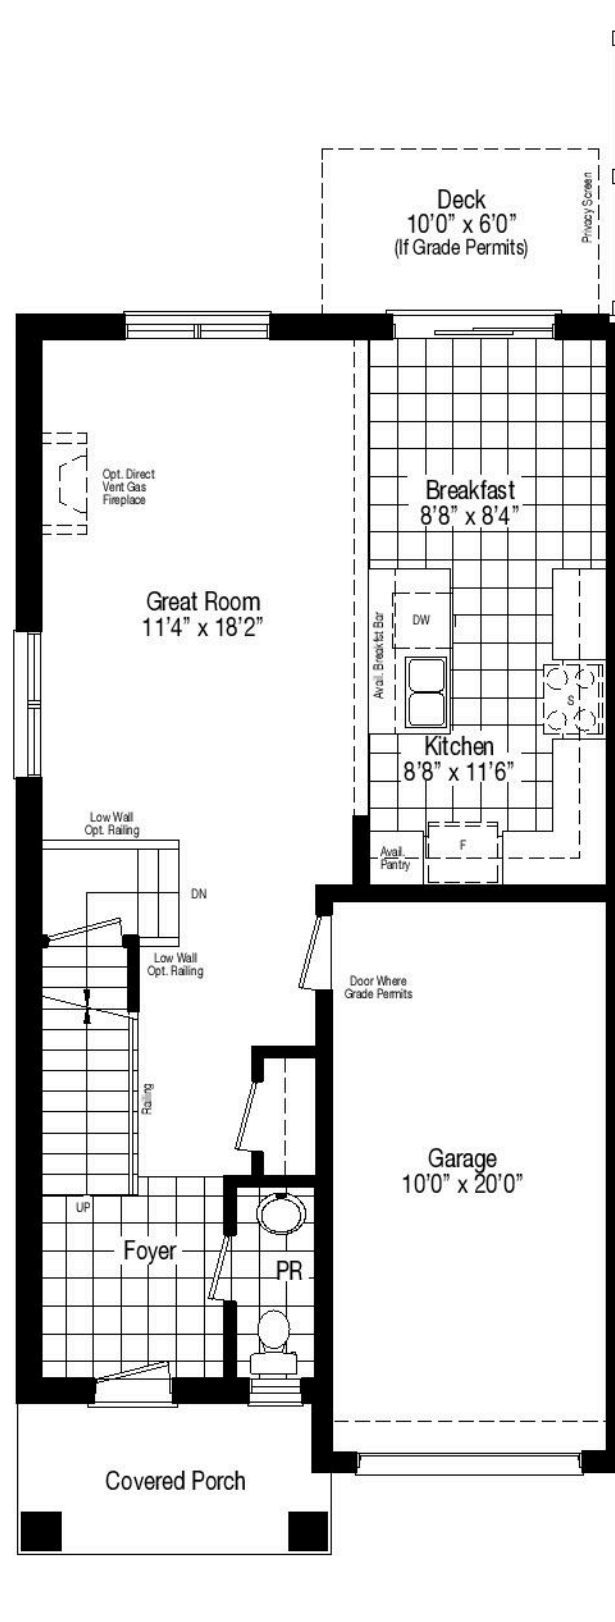 Deck
10'0" x 6'0"
(If Grade Permits)
Privacy Screen
Opt. Direct
Vent Gas
Fireplace
Breakfast
8'8" x 8'4"
Great Room
11'4" x 18'2"
Avail. Breakfst Bar
DW
S
Kitchen
8'8" x 11'6"
Low Wall
Opt. Railing
F
Avail.
Pantry
DN
Low Wall
Opt. Railing
Door Where
Grade Permits
Railing
Garage
10'0" x 20'0"
UP
Foyer
PR
Covered Porch